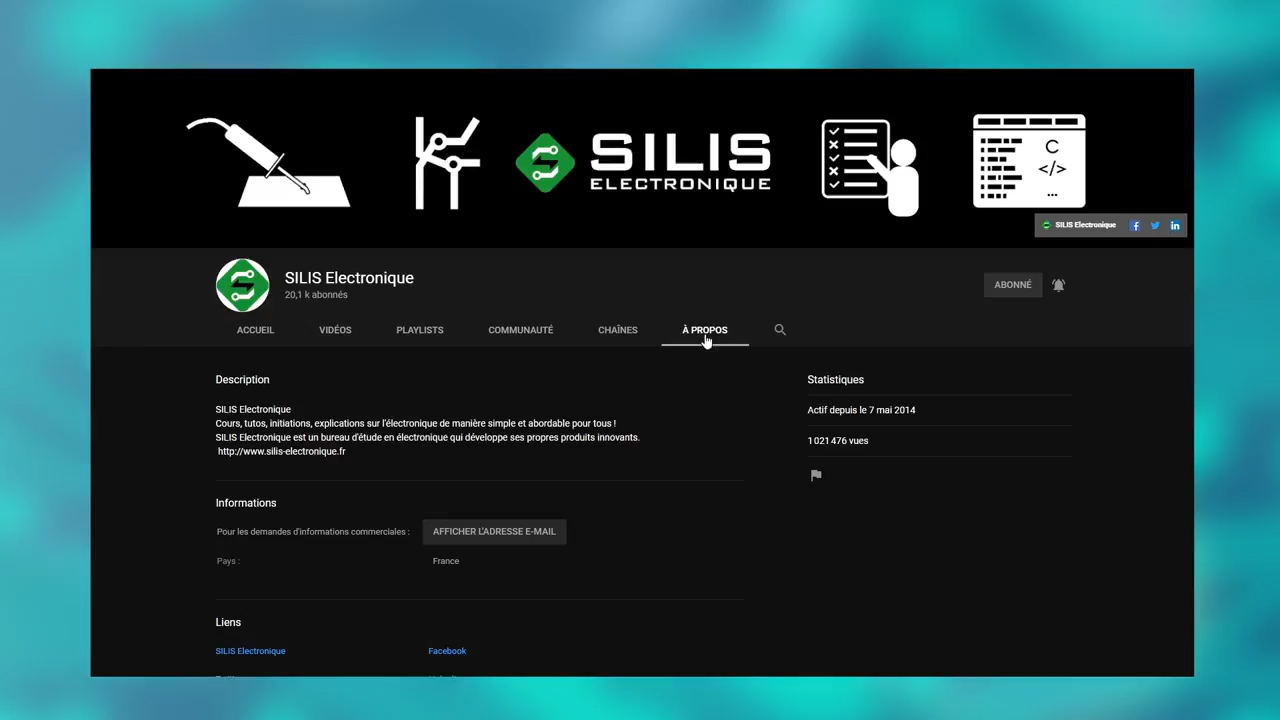 SILIS
ELECTRONIQUE
C
</>
...
SILIS Electronique
SILIS Electronique
20,1 k abonnés
ABONNÉ
ACCUEIL VIDÉOS PLAYLISTS COMMUNAUTÉ CHAÎNES À PROPOS
Description
SILIS Electronique
Cours, tutos, initiations, explications sur l'électronique de manière simple et abordable pour tous !
SILIS Electronique est un bureau d'étude en électronique qui développe ses propres produits innovants.
http://www.silis-electronique.fr
Statistiques
Actif depuis le 7 mai 2014
1 021 476 vues
Informations
Pour les demandes d'informations commerciales : AFFICHER L'ADRESSE E-MAIL
Pays : France
Liens
SILIS Electronique Facebook